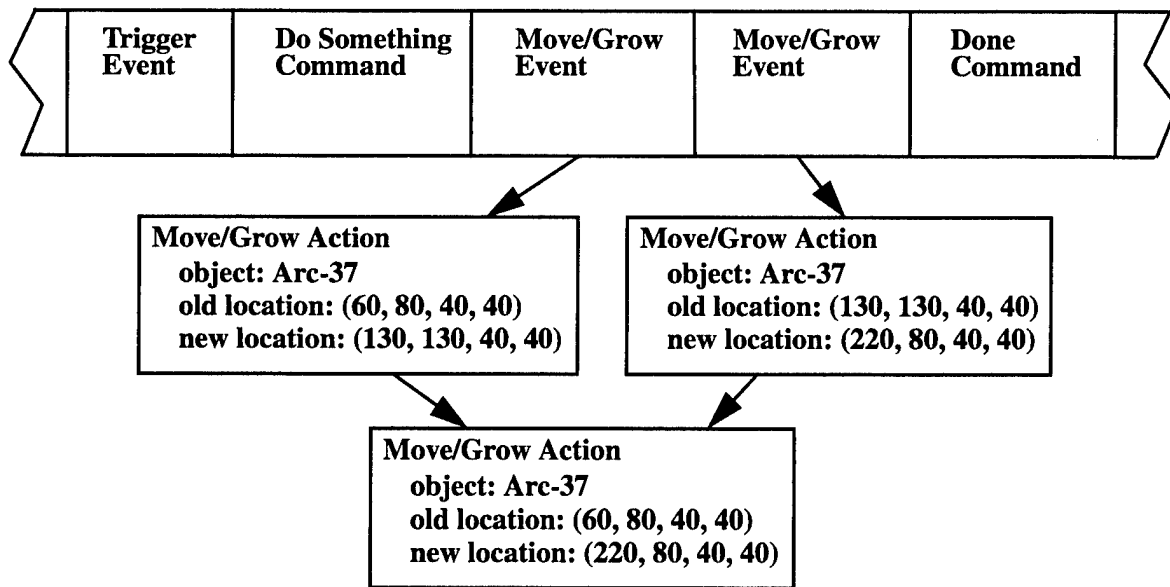 Trigger
Event
Do Something
Command
Move/Grow
Event
Move/Grow
Event
Done
Command
Move/Grow Action
object: Arc-37
old location: (60, 80, 40, 40)
new location: (130, 130, 40, 40)
Move/Grow Action
object: Arc-37
old location: (130, 130, 40, 40)
new location: (220, 80, 40, 40)
Move/Grow Action
object: Arc-37
old location: (60, 80, 40, 40)
new location: (220, 80, 40, 40)